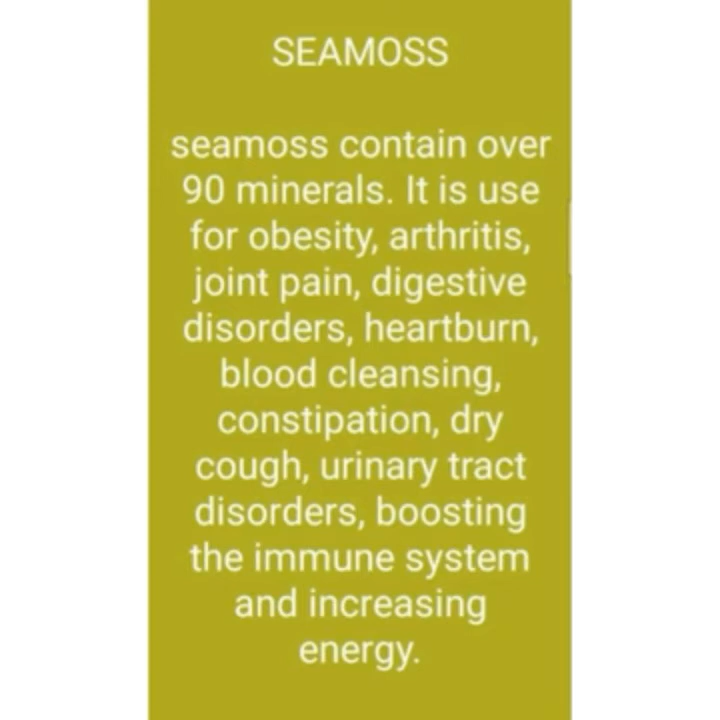 SEAMOSS
seamoss contain over
90 minerals. It is use
for obesity, arthritis,
joint pain, digestive
disorders, heartburn,
blood cleansing,
constipation, dry
cough, urinary tract
disorders, boosting
the immune system
and increasing
energy.